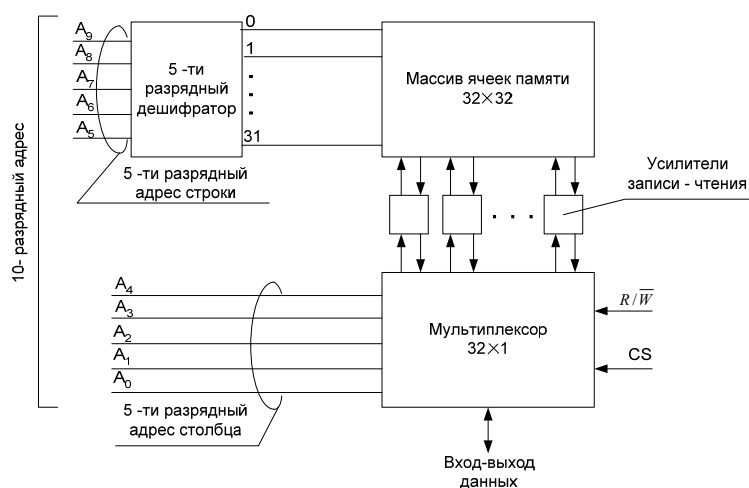 10- разрядный адрес
A9
A8
A7
A6
A5
5 -ти
разрядный
дешифратор
0
1
31
5 -ти разрядный
адрес строки
Массив ячеек памяти
32×32
Усилители
записи - чтения
A4
A3
A2
A1
A0
5 -ти разрядный
адрес столбца
Мультиплексор
32×1
R/W̅
CS
Вход-выход
данных